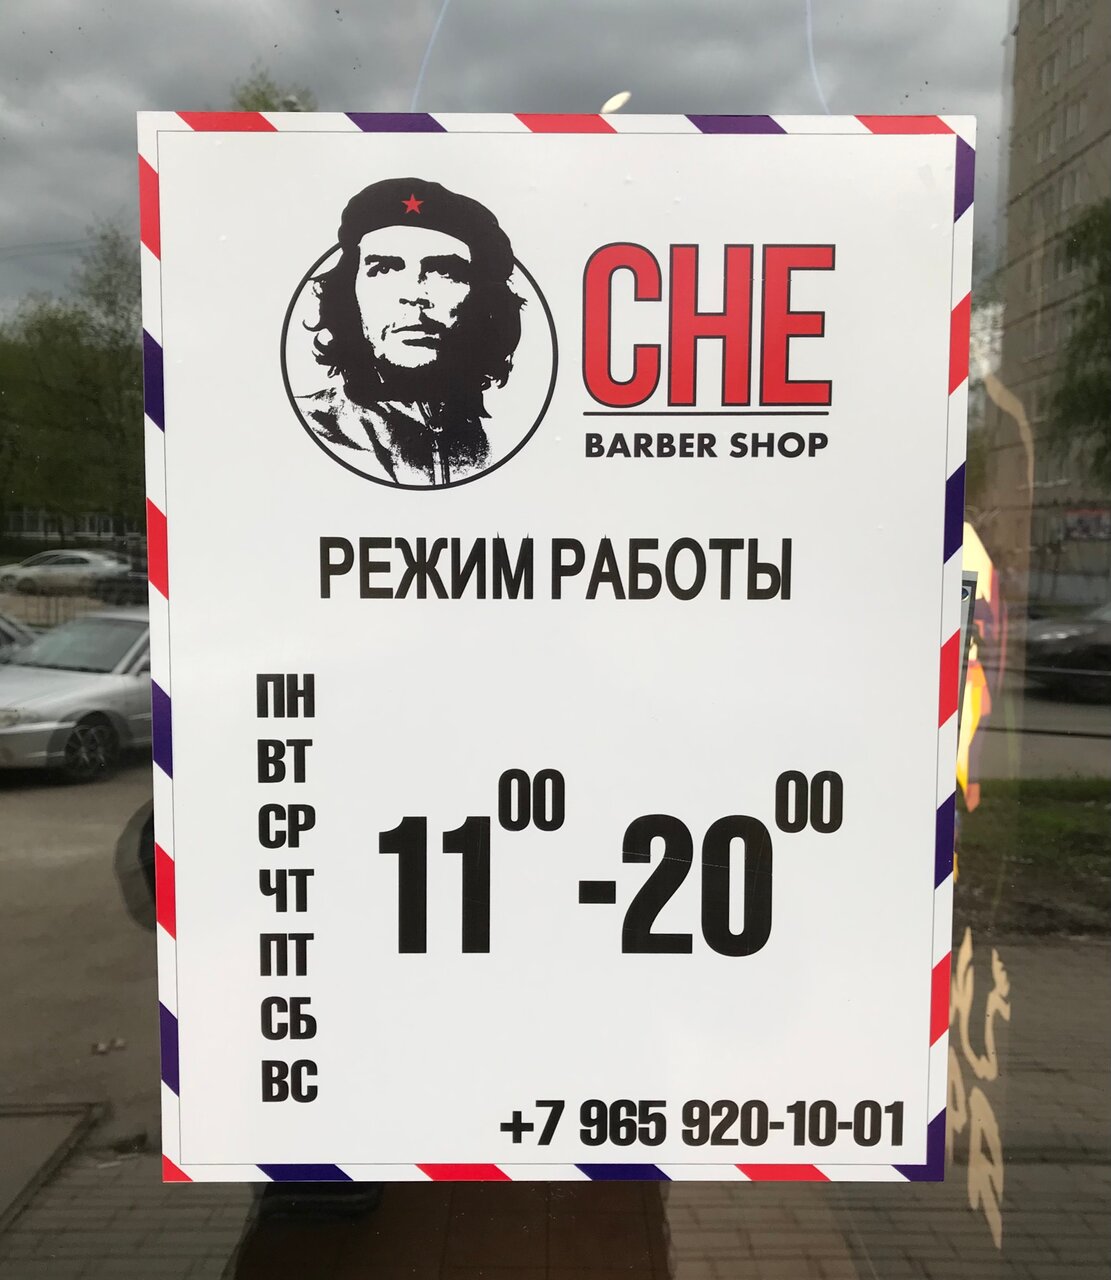 CHE
BARBER SHOP
РЕЖИМ РАБОТЫ
ПН
ВТ
СР
ЧТ
ПТ
СБ
ВС
1100-2000
+7 965 920-10-01